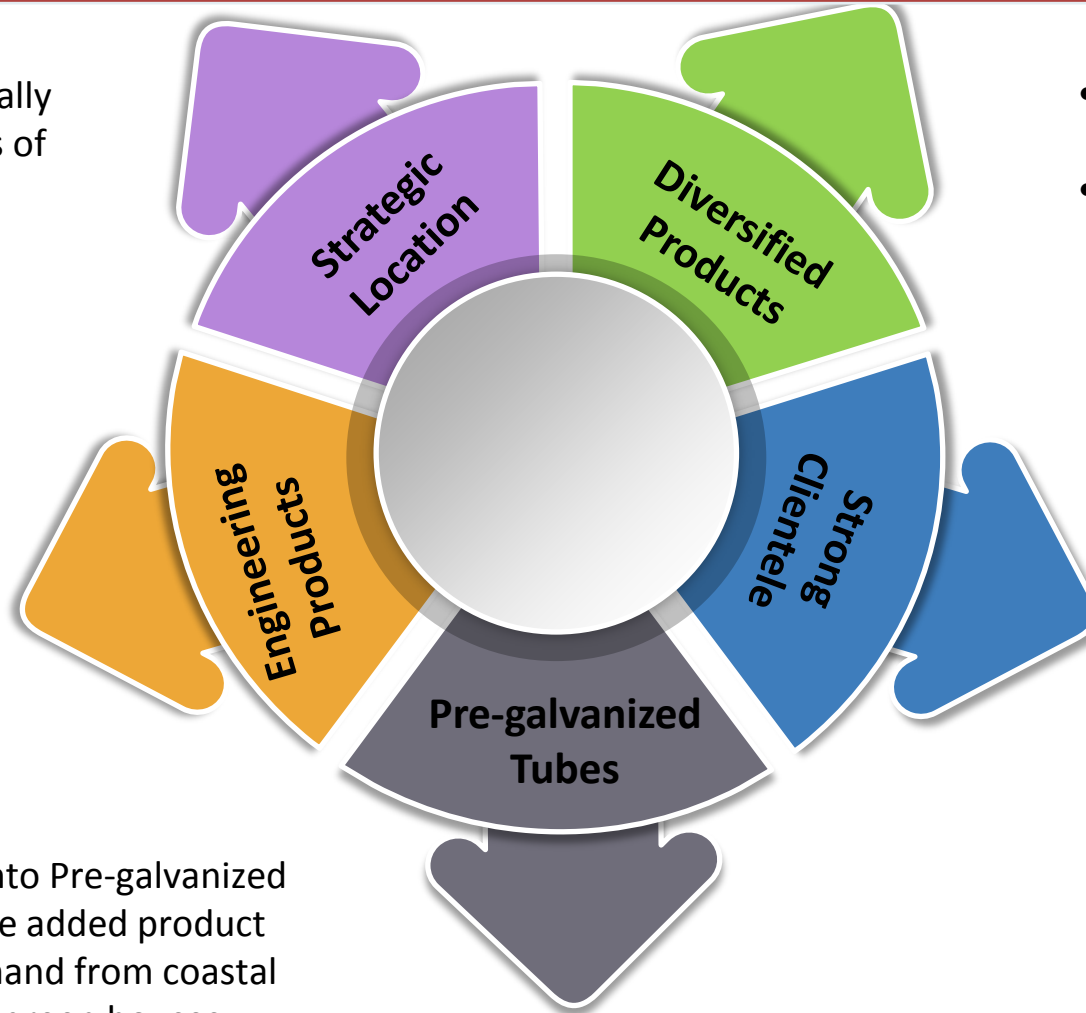 ally
s of
Strategic
Location
Diversified
Products
•
•
Engineering
Products
Strong
Clientele
Pre-galvanized
Tubes
nto Pre-galvanized
e added product
and from coastal